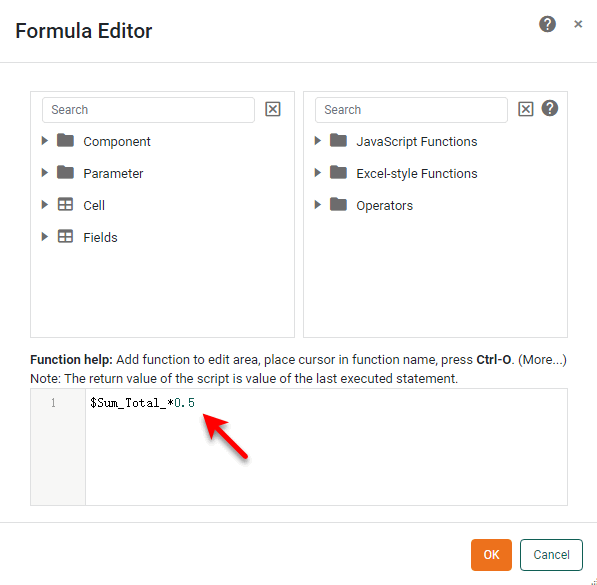 Formula Editor
Search
Component
Parameter
Cell
Fields
Search
JavaScript Functions
Excel-style Functions
Operators
Function help: Add function to edit area, place cursor in function name, press Ctrl-O. (More...)
Note: The return value of the script is value of the last executed statement.
1 $Sum_Total_*0.5
OK Cancel